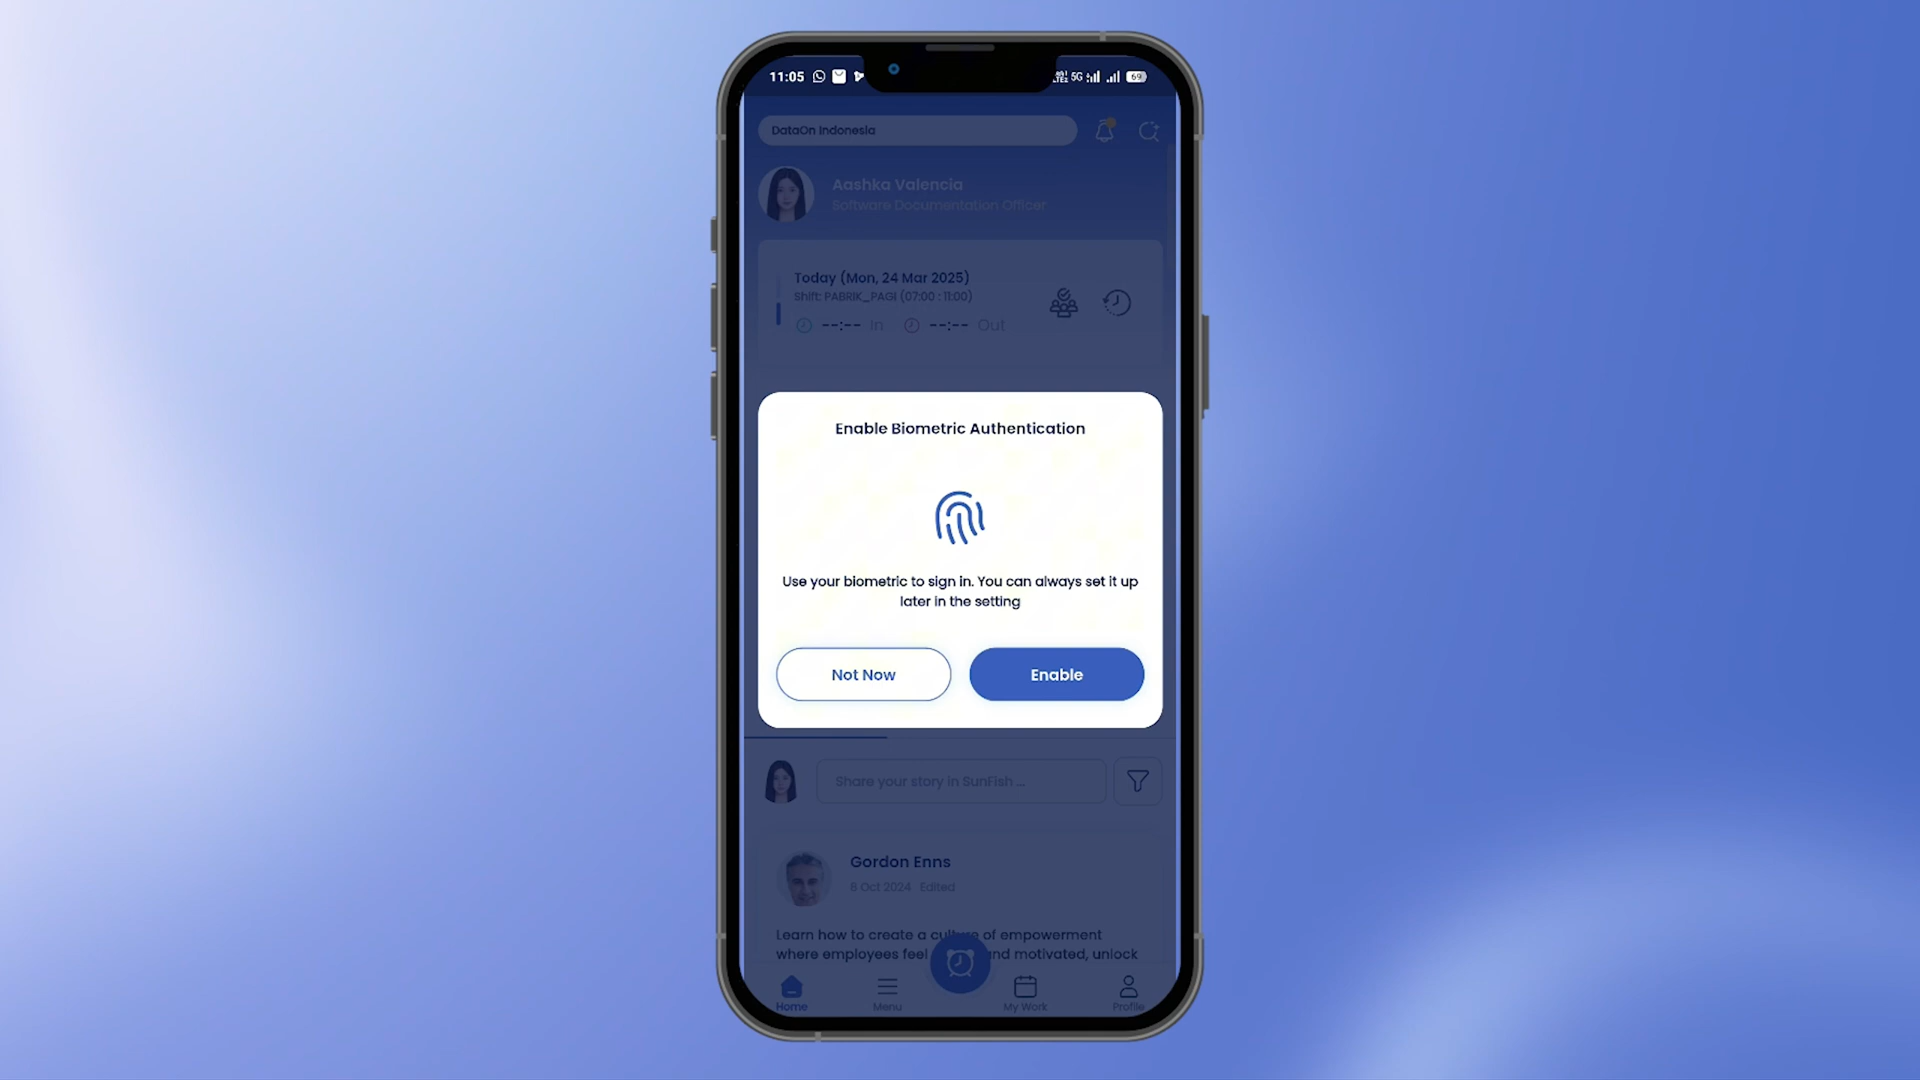 11:05
5G
69
DataOn Indonesia
Aashka Valencia
Software Documentation Officer
Today (Mon, 24 Mar 2025)
Shift: PABRIK_PAGI (07:00 : 11:00)
--:-- In --:-- Out
Enable Biometric Authentication
Use your biometric to sign in. You can always set it up
later in the setting
Not Now
Enable
Share your story in SunFish ...
Gordon Enns
8 Oct 2024 Edited
Learn how to create a culture of empowerment
where employees feel and motivated, unlock
Home
Menu
My Work
Profile